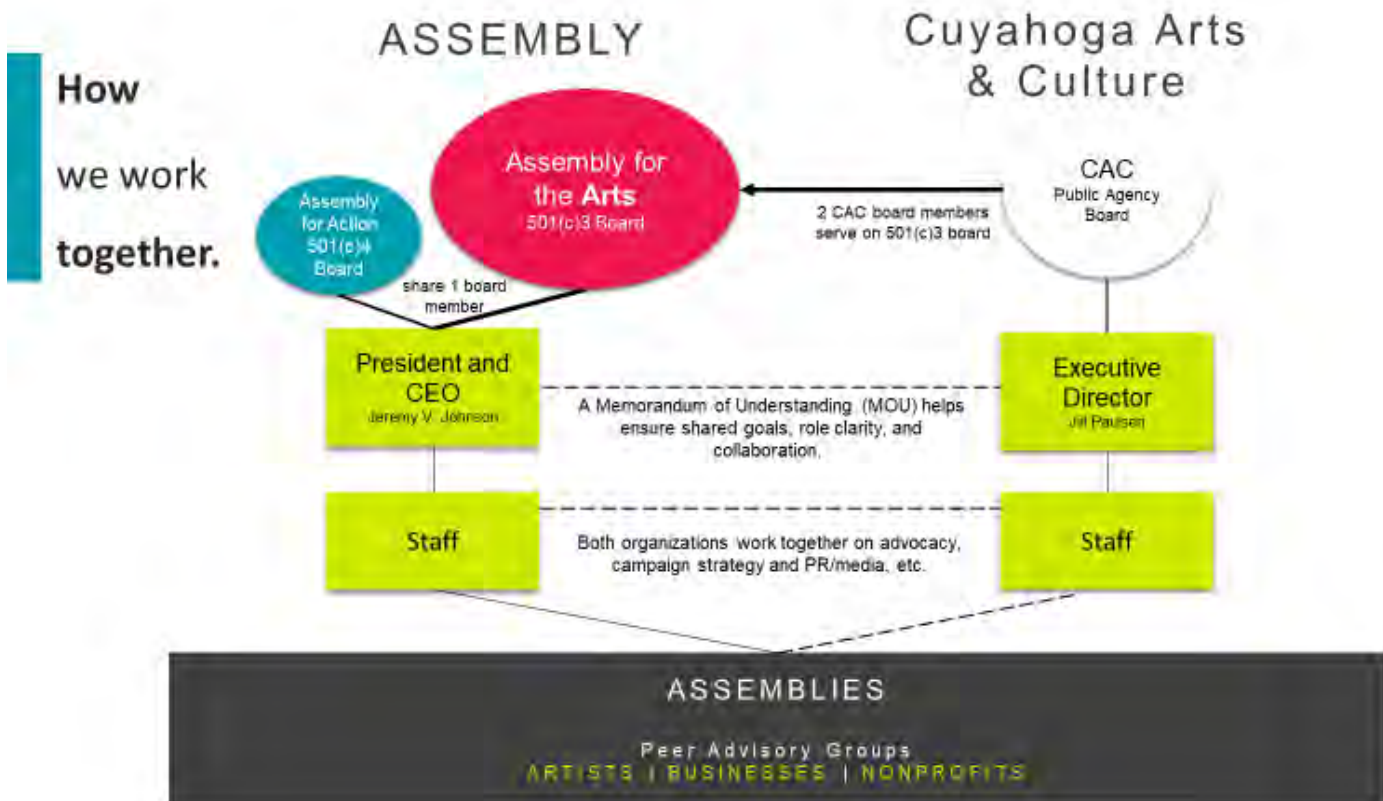 How
we work
together.
ASSEMBLY
Cuyahoga Arts
& Culture
Assembly for
the Arts
501(c)3 Board
Assembly
for Action
501(c)4
Board
share 1 board
member
2 CAC board members
serve on 501(c)3 board
CAC
Public Agency
Board
President and
CEO
Jeremy V. Johnson
A Memorandum of Understanding (MOU) helps
ensure shared goals, role clarity, and
collaboration.
Executive
Director
Jill Paulsen
Staff
Both organizations work together on advocacy,
campaign strategy and PR/media, etc.
Staff
ASSEMBLIES
Peer Advisory Groups
ARTISTS | BUSINESSES | NONPROFITS